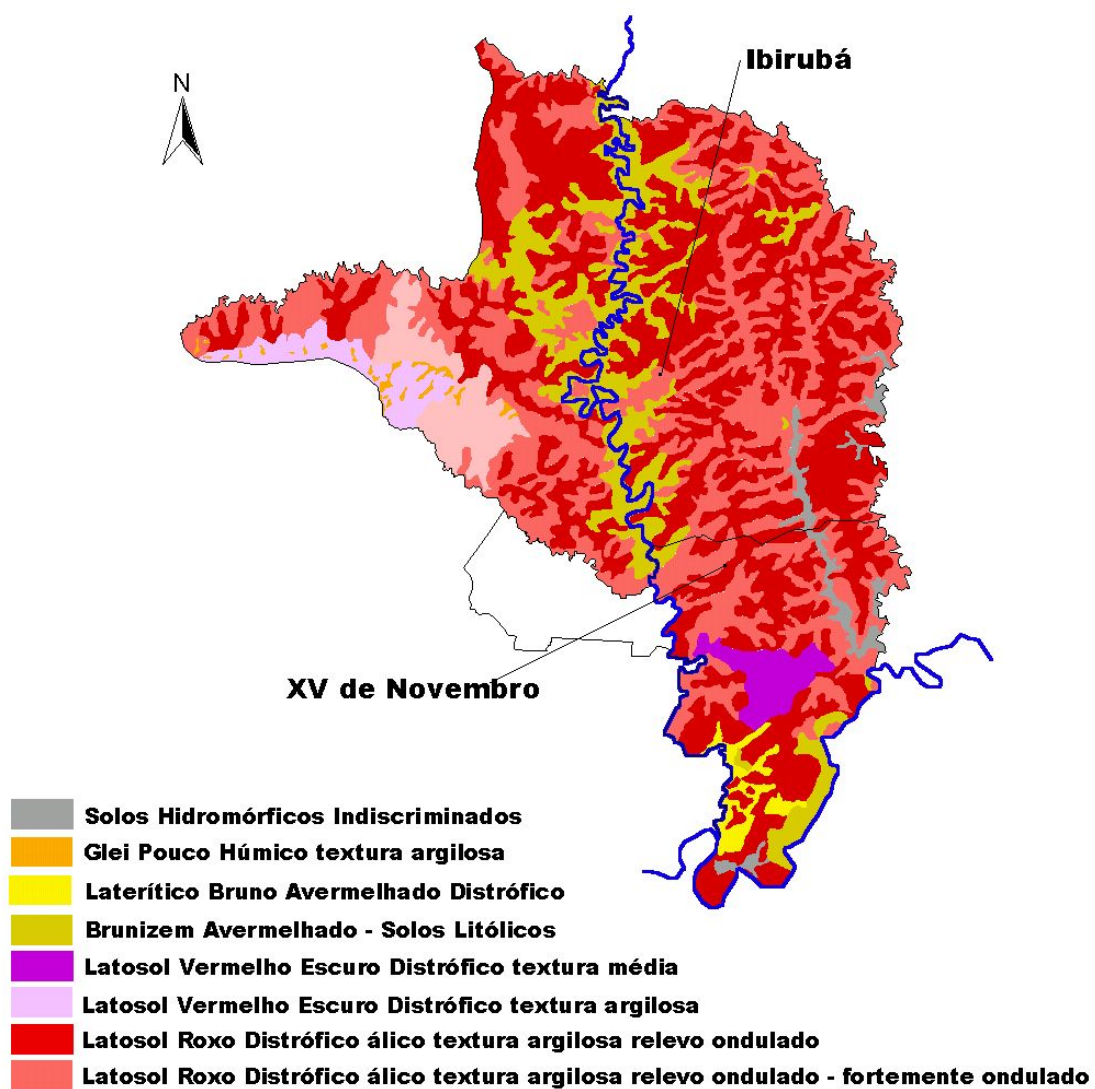 Ibirubá
N
XV de Novembro
Solos Hidromórficos Indiscriminados
Glei Pouco Húmico textura argilosa
Laterítico Bruno Avermelhado Distrófico
Brunizem Avermelhado - Solos Litólicos
Latosol Vermelho Escuro Distrófico textura média
Latosol Vermelho Escuro Distrófico textura argilosa
Latosol Roxo Distrófico álico textura argilosa relevo ondulado
Latosol Roxo Distrófico álico textura argilosa relevo ondulado - fortemente ondulado